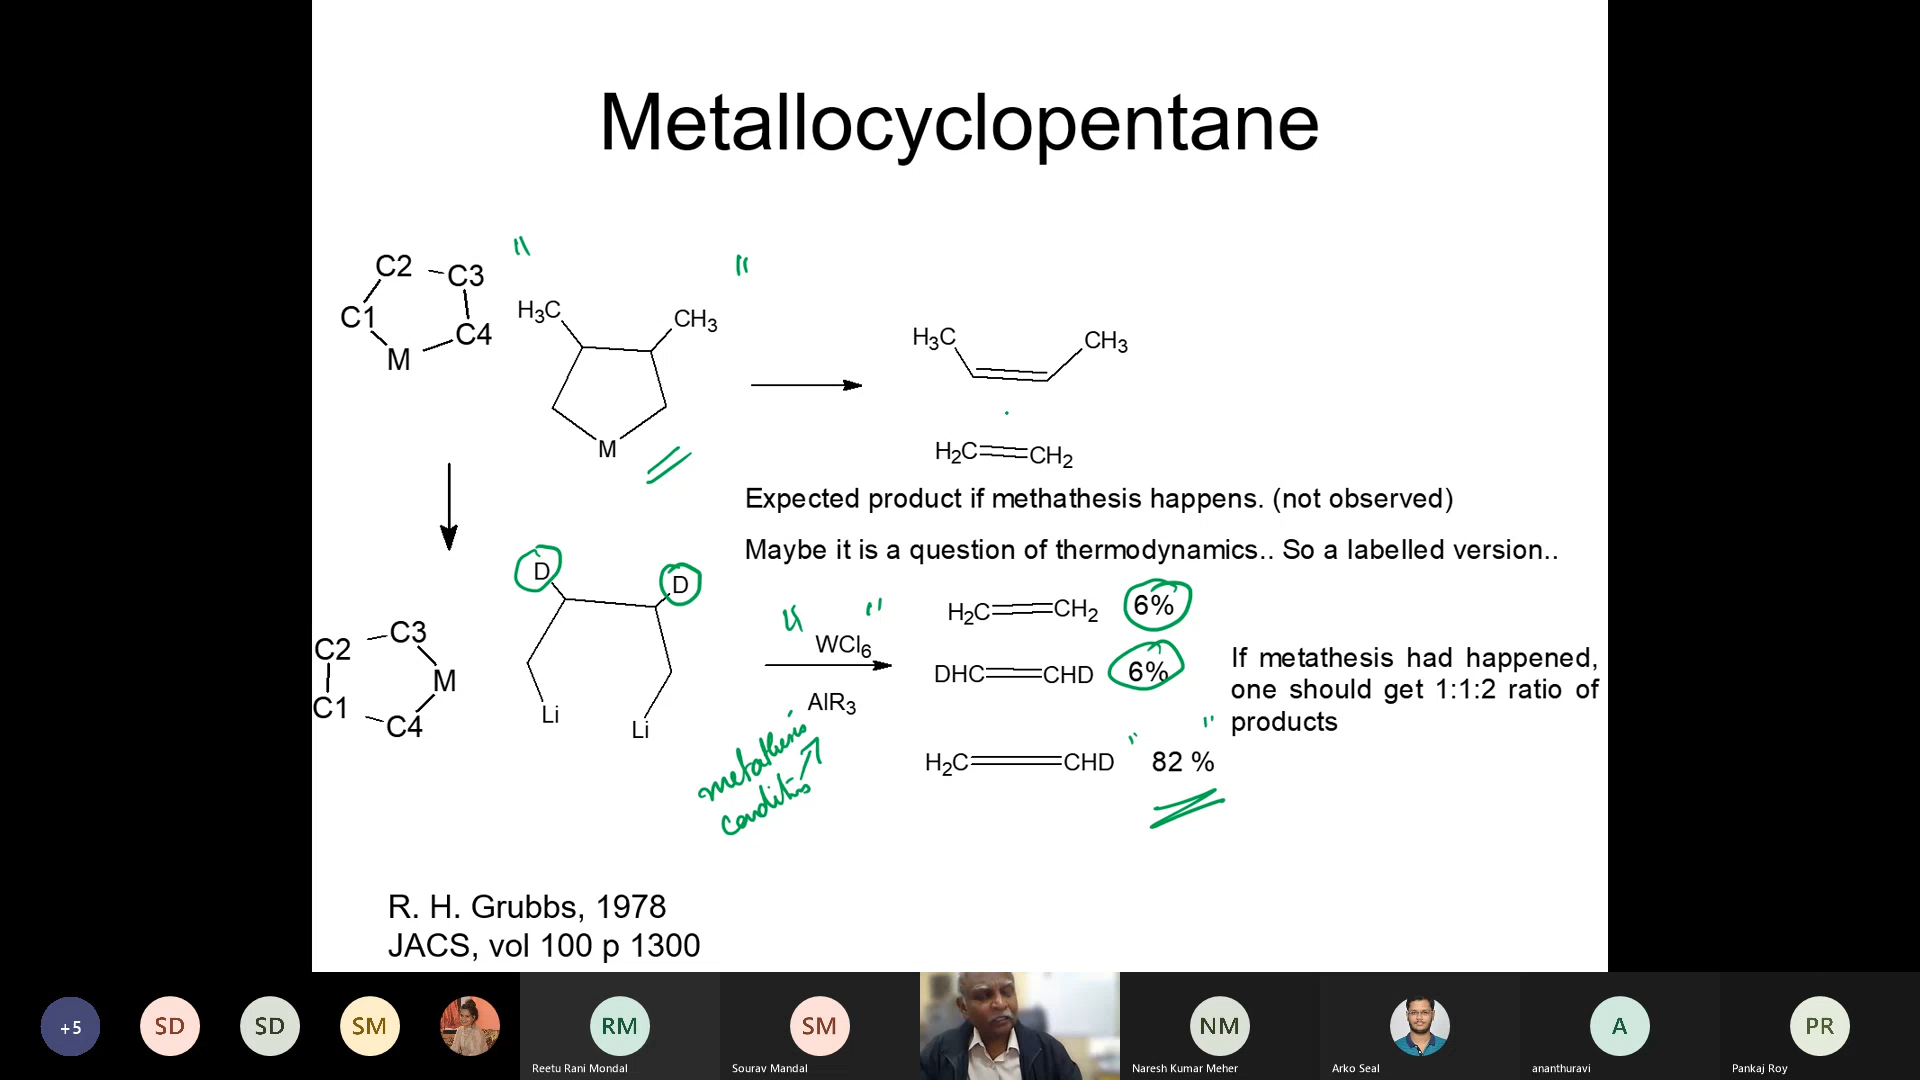 Metallocyclopentane
C2
C3
C1
C4
M
H₃C
CH₃
M
H₃C
CH₃
H₂C
CH₂
Expected product if methathesis happens. (not observed)
Maybe it is a question of thermodynamics.. So a labelled version..
D
D
C3
C2
M
C1
C4
Li
Li
WCl₆
AlR₃
metathesis
conditions
H₂C
CH₂
6%
DHC
CHD
6%
H₂C
CHD
82 %
If metathesis had happened,
one should get 1:1:2 ratio of
products
R. H. Grubbs, 1978
JACS, vol 100 p 1300
+5
SD
SD
SM
RM
SM
NM
A
PR
Reetu Rani Mondal
Sourav Mandal
Naresh Kumar Meher
Arko Seal
ananthuravi
Pankaj Roy